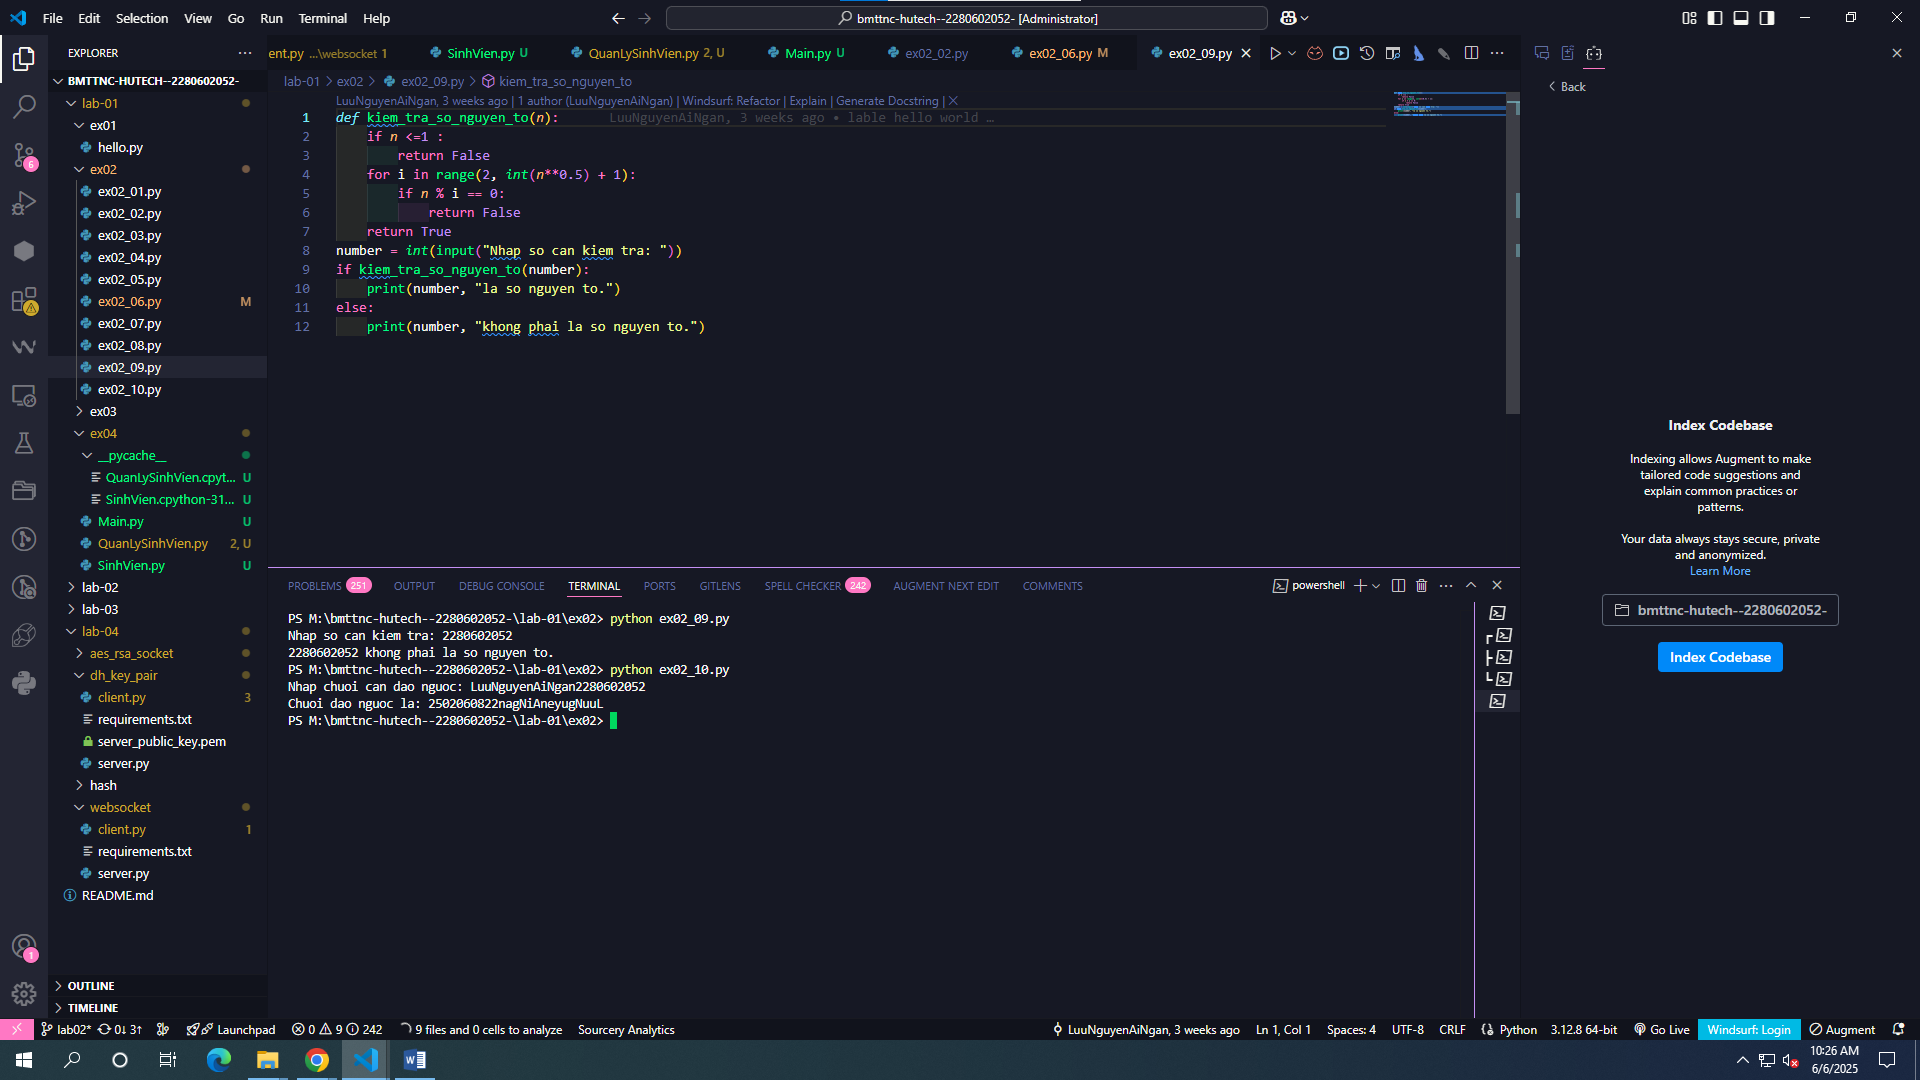 File Edit Selection View Go Run Terminal Help
bmttnc-hutech--2280602052- [Administrator]
EXPLORER
ent.py ...\websocket 1
SinhVien.py U
QuanLySinhVien.py 2, U
Main.py U
ex02_02.py
ex02_06.py M
ex02_09.py
BMTTNC-HUTECH--2280602052-
lab-01
ex01
hello.py
ex02
ex02_01.py
ex02_02.py
ex02_03.py
ex02_04.py
ex02_05.py
ex02_06.py M
ex02_07.py
ex02_08.py
ex02_09.py
ex02_10.py
ex03
ex04
__pycache__
QuanLySinhVien.cpyt... U
SinhVien.cpython-31... U
Main.py U
QuanLySinhVien.py 2, U
SinhVien.py U
lab-02
lab-03
lab-04
aes_rsa_socket
dh_key_pair
client.py 3
requirements.txt
server_public_key.pem
server.py
hash
websocket
client.py 1
requirements.txt
server.py
README.md
OUTLINE
TIMELINE
6
1
lab-01 > ex02 > ex02_09.py > kiem_tra_so_nguyen_to
LuuNguyenAiNgan, 3 weeks ago | 1 author (LuuNguyenAiNgan) | Windsurf: Refactor | Explain | Generate Docstring | X
1 def kiem_tra_so_nguyen_to(n): LuuNguyenAiNgan, 3 weeks ago • lable hello world …
2 if n <=1 :
3 return False
4 for i in range(2, int(n**0.5) + 1):
5 if n % i == 0:
6 return False
7 return True
8 number = int(input("Nhap so can kiem tra: "))
9 if kiem_tra_so_nguyen_to(number):
10 print(number, "la so nguyen to.")
11 else:
12 print(number, "khong phai la so nguyen to.")
PROBLEMS 251 OUTPUT DEBUG CONSOLE TERMINAL PORTS GITLENS SPELL CHECKER 242 AUGMENT NEXT EDIT COMMENTS
powershell
PS M:\bmttnc-hutech--2280602052-\lab-01\ex02> python ex02_09.py
Nhap so can kiem tra: 2280602052
2280602052 khong phai la so nguyen to.
PS M:\bmttnc-hutech--2280602052-\lab-01\ex02> python ex02_10.py
Nhap chuoi can dao nguoc: LuuNguyenAiNgan2280602052
Chuoi dao nguoc la: 2502060822nagNiAneyugNuuL
PS M:\bmttnc-hutech--2280602052-\lab-01\ex02>
Back
Index Codebase
Indexing allows Augment to make
tailored code suggestions and
explain common practices or
patterns.
Your data always stays secure, private
and anonymized.
Learn More
bmttnc-hutech--2280602052-
Index Codebase
lab02* 0↓ 3↑ Launchpad 0 9 242 9 files and 0 cells to analyze Sourcery Analytics
LuuNguyenAiNgan, 3 weeks ago Ln 1, Col 1 Spaces: 4 UTF-8 CRLF Python 3.12.8 64-bit Go Live Windsurf: Login Augment
10:26 AM
6/6/2025